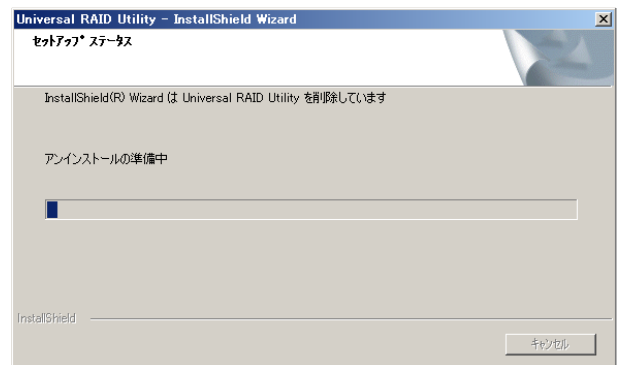 Universal RAID Utility - InstallShield Wizard
セットアップ ステータス
InstallShield(R) Wizard は Universal RAID Utility を削除しています
アンインストールの準備中
InstallShield
キャンセル